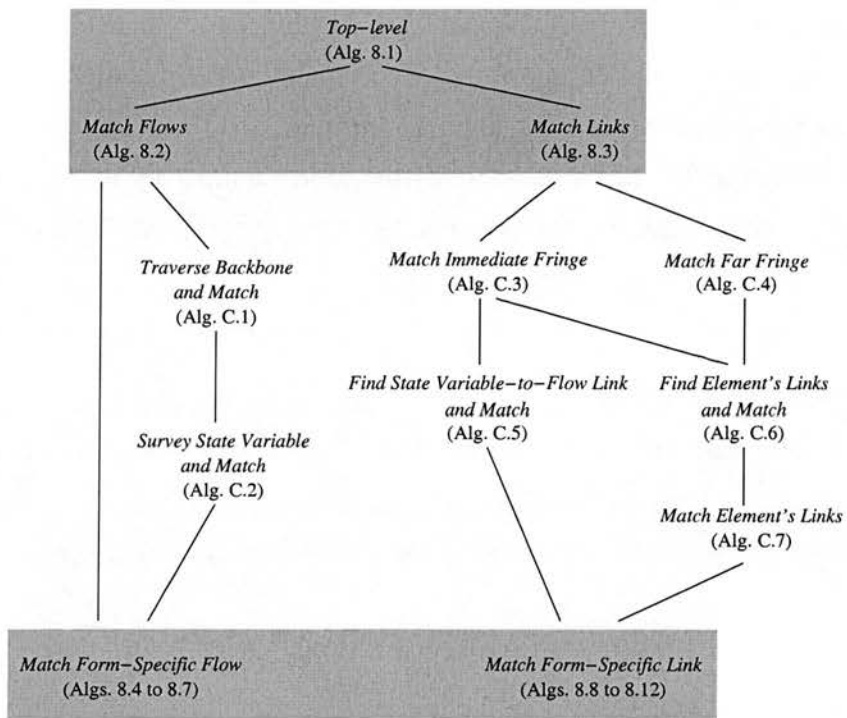 Top-level
(Alg. 8.1)
Match Flows
(Alg. 8.2)
Match Links
(Alg. 8.3)
Traverse Backbone
and Match
(Alg. C.1)
Match Immediate Fringe
(Alg. C.3)
Match Far Fringe
(Alg. C.4)
Survey State Variable
and Match
(Alg. C.2)
Find State Variable-to-Flow Link
and Match
(Alg. C.5)
Find Element's Links
and Match
(Alg. C.6)
Match Element's Links
(Alg. C.7)
Match Form-Specific Flow
(Algs. 8.4 to 8.7)
Match Form-Specific Link
(Algs. 8.8 to 8.12)